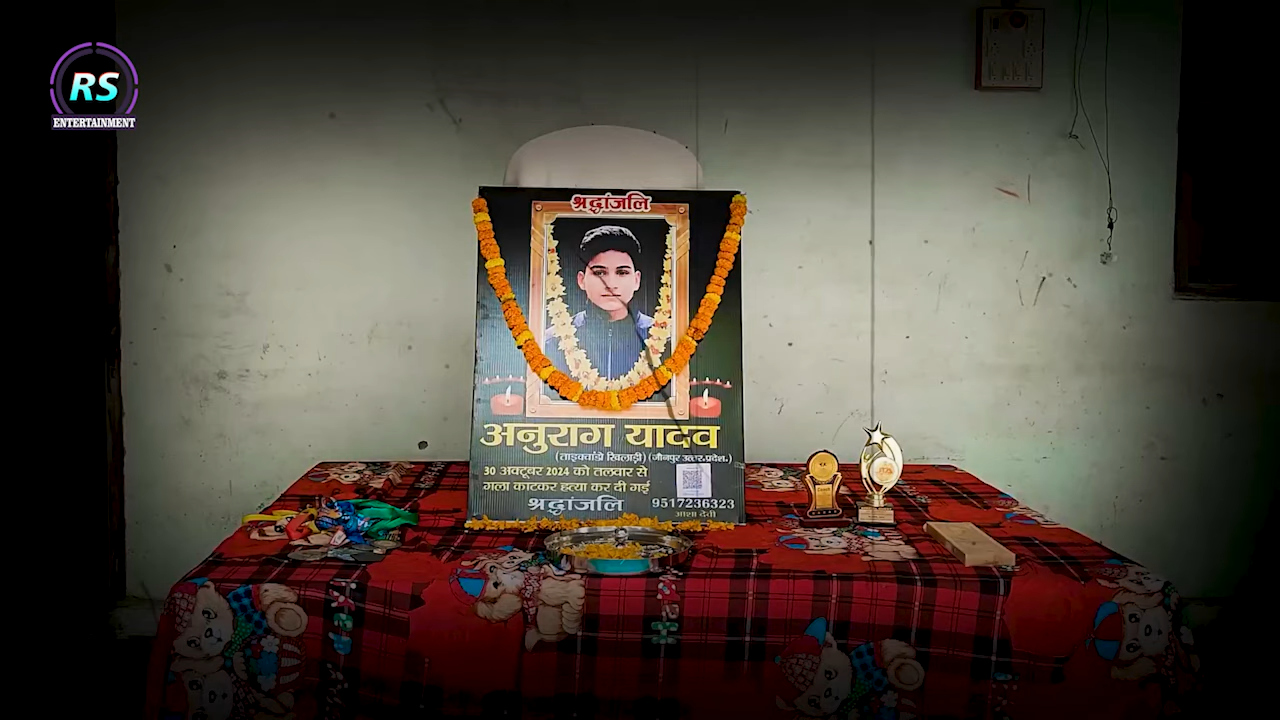 RS
ENTERTAINMENT
श्रद्धांजलि
अनुराग यादव
(ताइक्वांडो खिलाड़ी) (जौनपुर उत्तर-प्रदेश.)
30 अक्टूबर 2024 को तलवार से
गला काटकर हत्या कर दी गई
श्रद्धांजलि
9517236323
आशा देवी